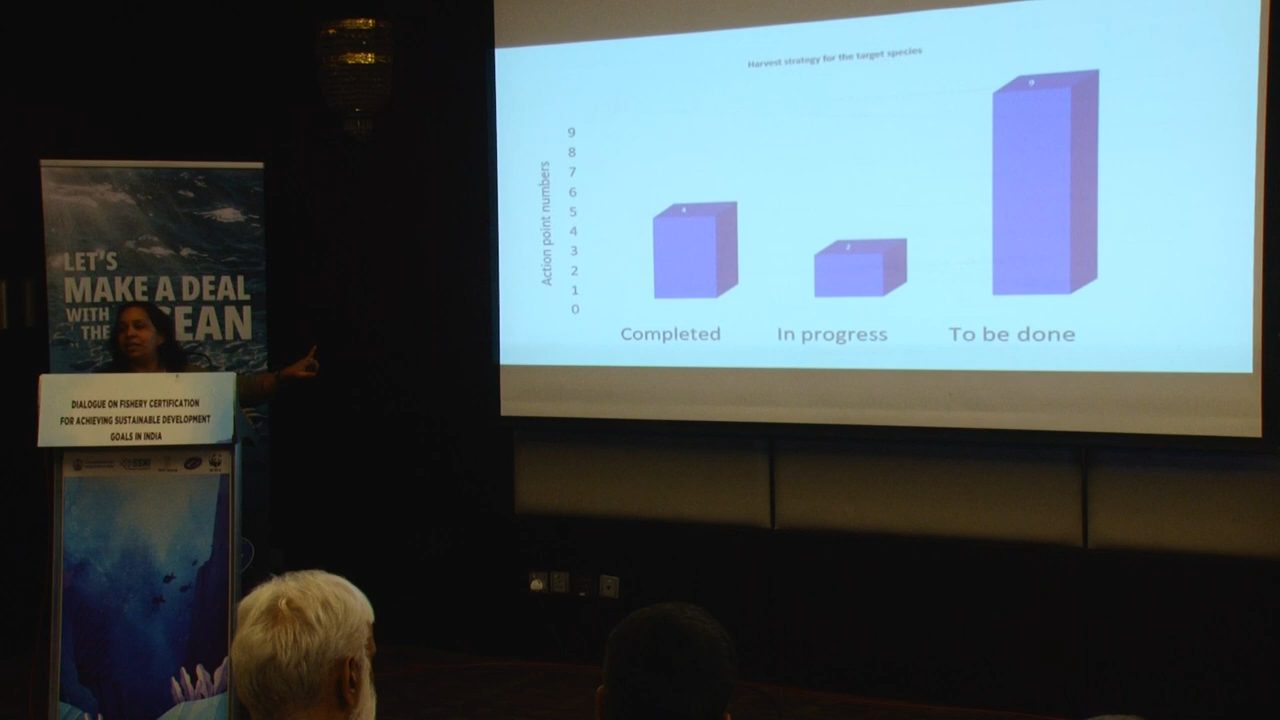 LET'S
MAKE A DEAL
WITH
THE EAN
DIALOGUE ON FISHERY CERTIFICATION
FOR ACHIEVING SUSTAINABLE DEVELOPMENT
GOALS IN INDIA
Harvest strategy for the target species
Action point numbers
9
8
7
6
5
4
3
2
1
0
4
2
9
Completed
In progress
To be done